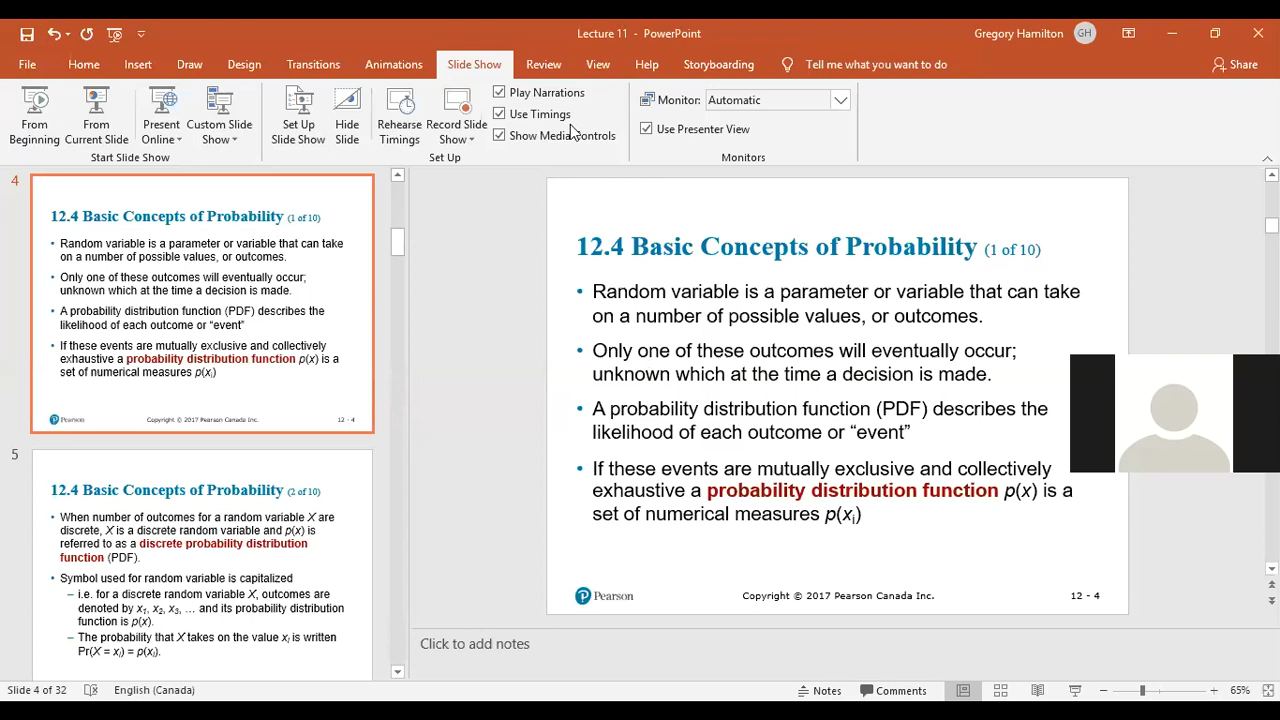 Lecture 11 - PowerPoint
Gregory Hamilton
GH
File
Home
Insert
Draw
Design
Transitions
Animations
Slide Show
Review
View
Help
Storyboarding
Tell me what you want to do
Share
From Beginning
From Current Slide
Present Online
Custom Slide Show
Start Slide Show
Set Up Slide Show
Hide Slide
Rehearse Timings
Record Slide Show
Play Narrations
Use Timings
Show Media Controls
Set Up
Monitor:
Automatic
Use Presenter View
Monitors
4
12.4 Basic Concepts of Probability (1 of 10)
• Random variable is a parameter or variable that can take
on a number of possible values, or outcomes.
• Only one of these outcomes will eventually occur;
unknown which at the time a decision is made.
• A probability distribution function (PDF) describes the
likelihood of each outcome or “event”
• If these events are mutually exclusive and collectively
exhaustive a probability distribution function p(x) is a
set of numerical measures p(xi)
Pearson
Copyright © 2017 Pearson Canada Inc.
12 - 4
5
12.4 Basic Concepts of Probability (2 of 10)
• When number of outcomes for a random variable X are
discrete, X is a discrete random variable and p(x) is
referred to as a discrete probability distribution
function (PDF).
• Symbol used for random variable is capitalized
– i.e. for a discrete random variable X, outcomes are
denoted by x1, x2, x3, … and its probability distribution
function is p(x).
– The probability that X takes on the value xi is written
Pr(X = xi) = p(xi).
12.4 Basic Concepts of Probability (1 of 10)
• Random variable is a parameter or variable that can take
on a number of possible values, or outcomes.
• Only one of these outcomes will eventually occur;
unknown which at the time a decision is made.
• A probability distribution function (PDF) describes the
likelihood of each outcome or “event”
• If these events are mutually exclusive and collectively
exhaustive a probability distribution function p(x) is a
set of numerical measures p(xi)
Pearson
Copyright © 2017 Pearson Canada Inc.
12 - 4
Click to add notes
Slide 4 of 32
English (Canada)
Notes
Comments
65%